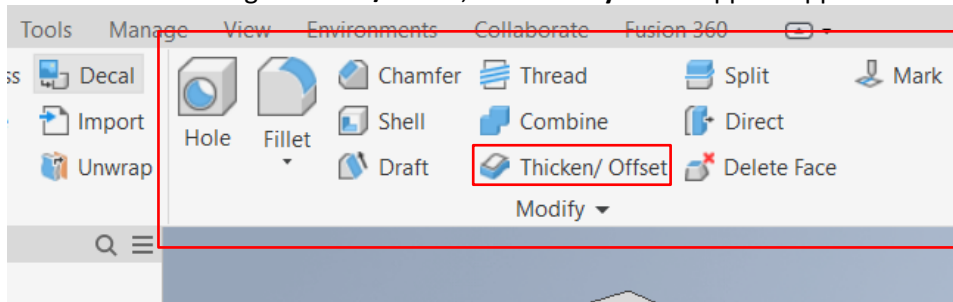 Tools Manage View Environments Collaborate Fusion 360
ss Decal
Import
Unwrap
Hole
Fillet
Chamfer
Shell
Draft
Thread
Combine
Thicken/ Offset
Split
Direct
Delete Face
Mark
Modify